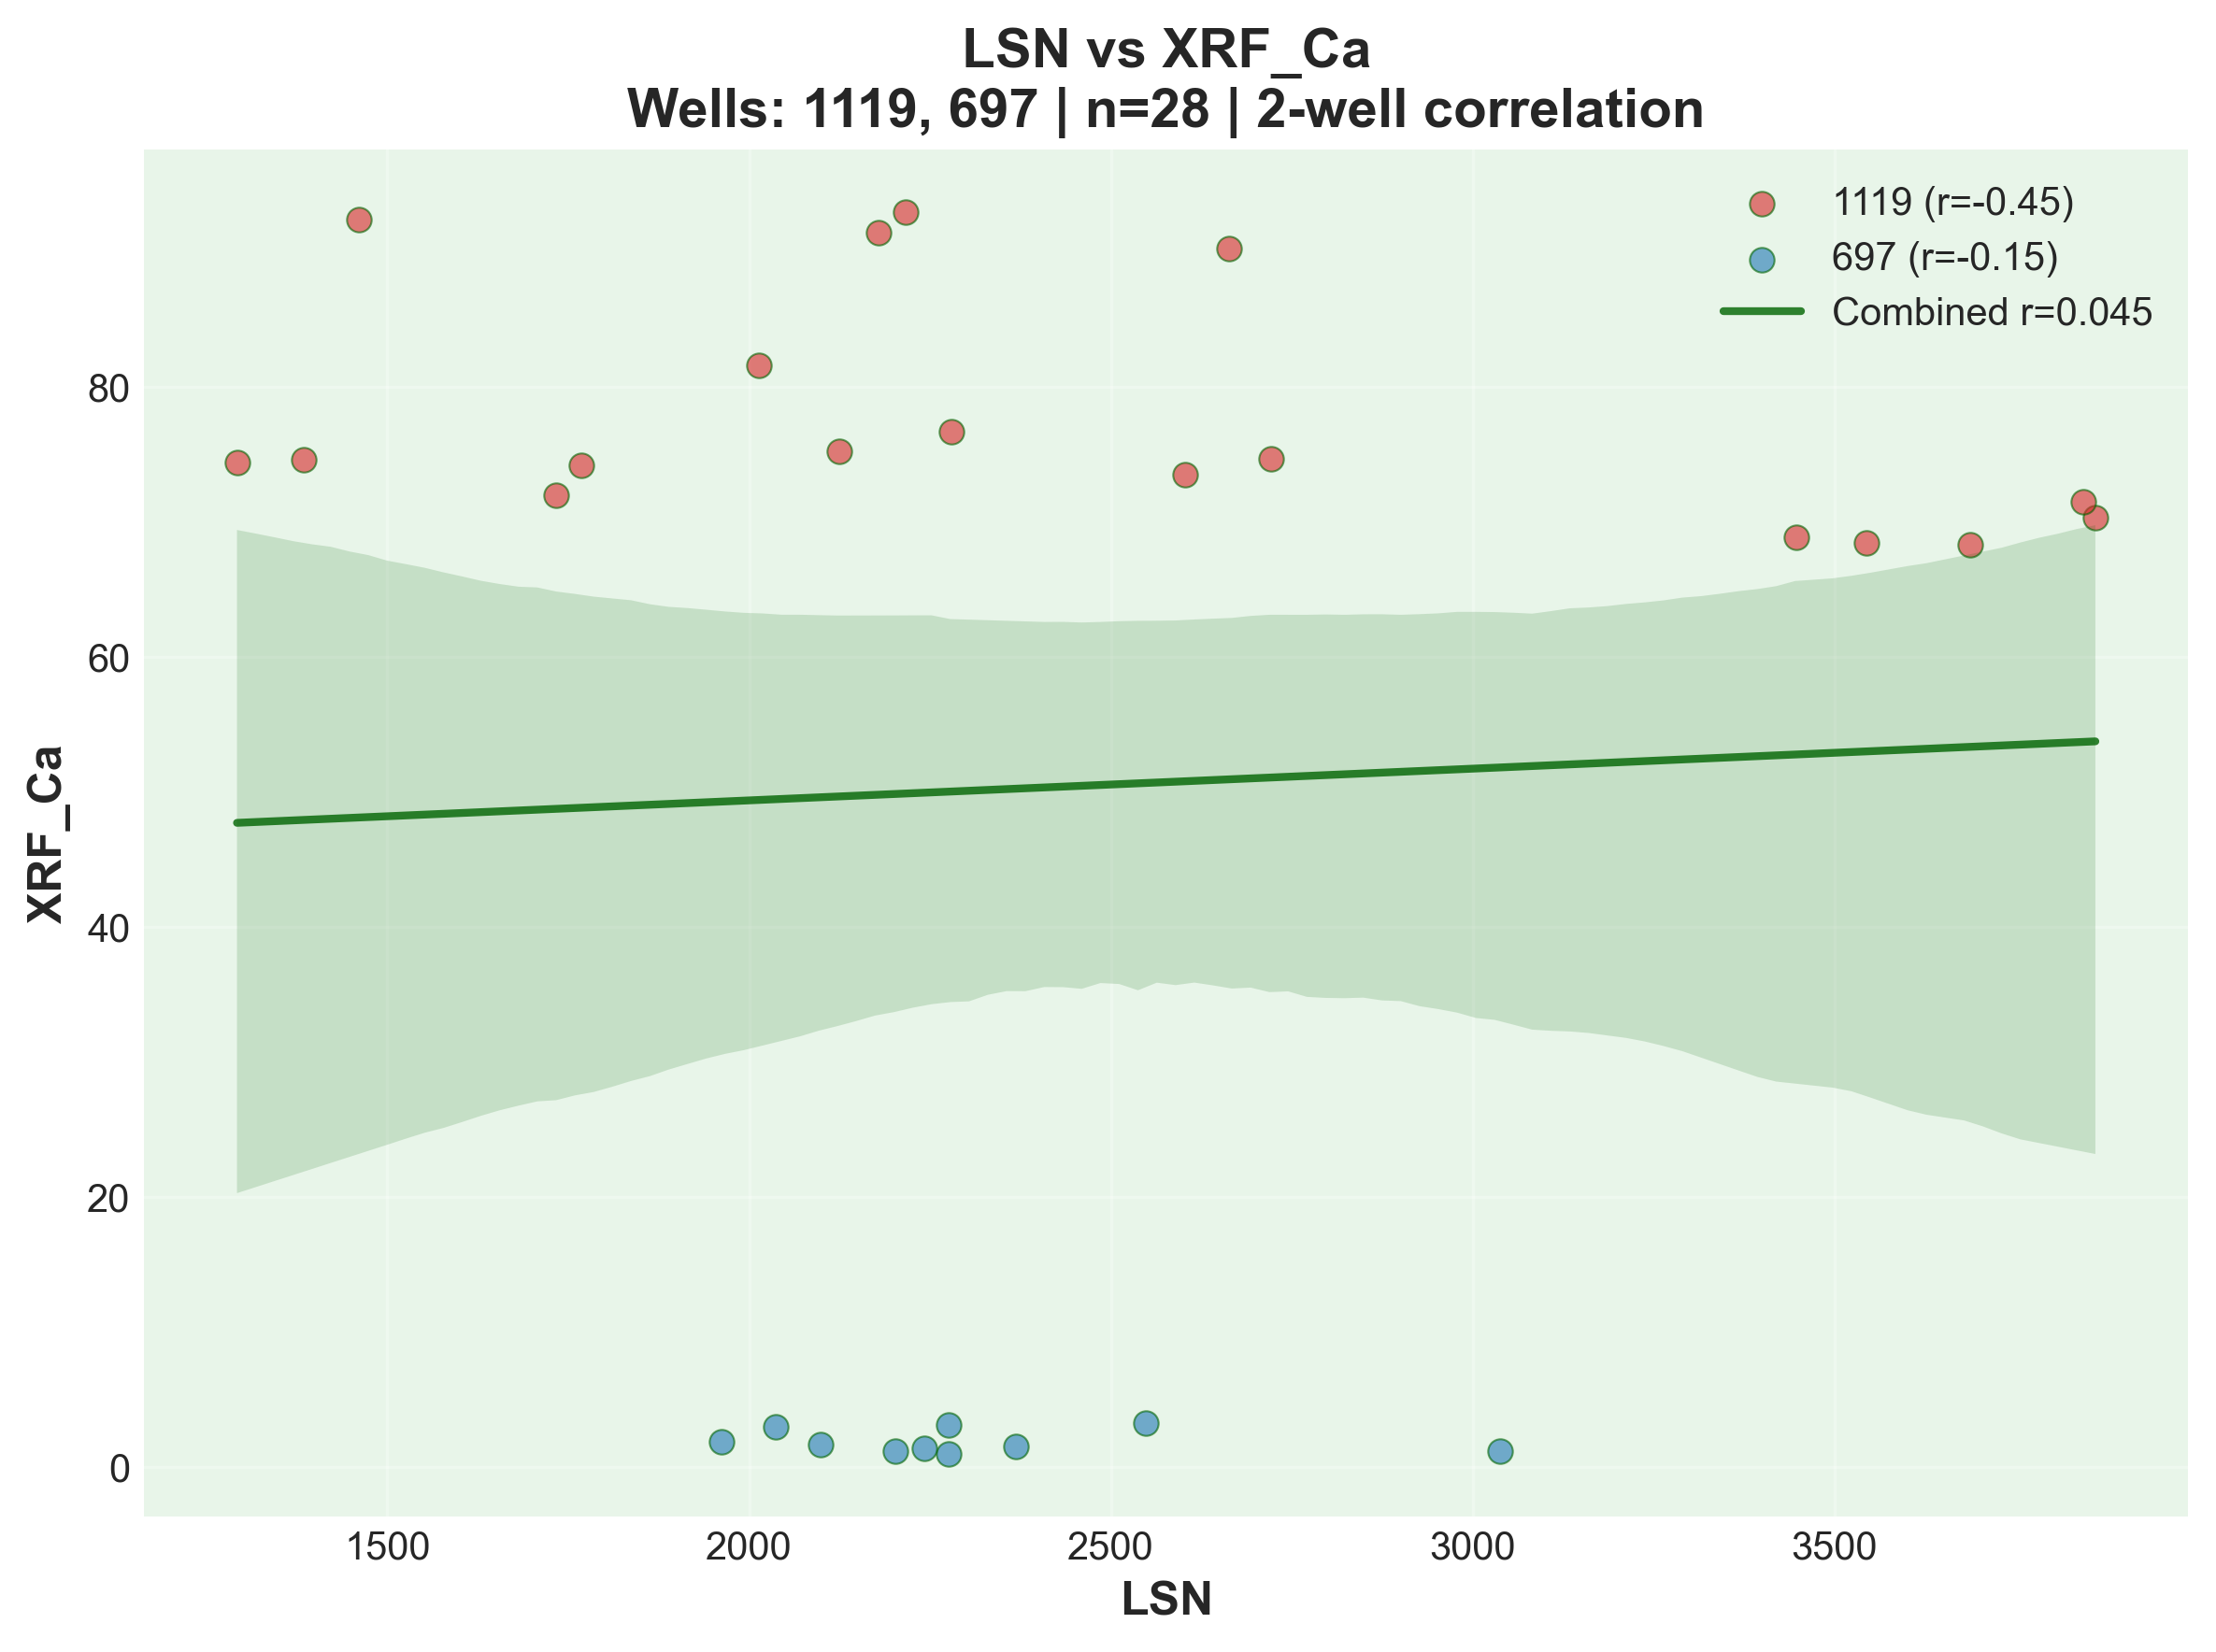 LSN vs XRF_Ca
Wells: 1119, 697 | n=28 | 2-well correlation
1119 (r=-0.45)
697 (r=-0.15)
Combined r=0.045
XRF_Ca
80
60
40
20
0
1500
2000
2500
3000
3500
LSN